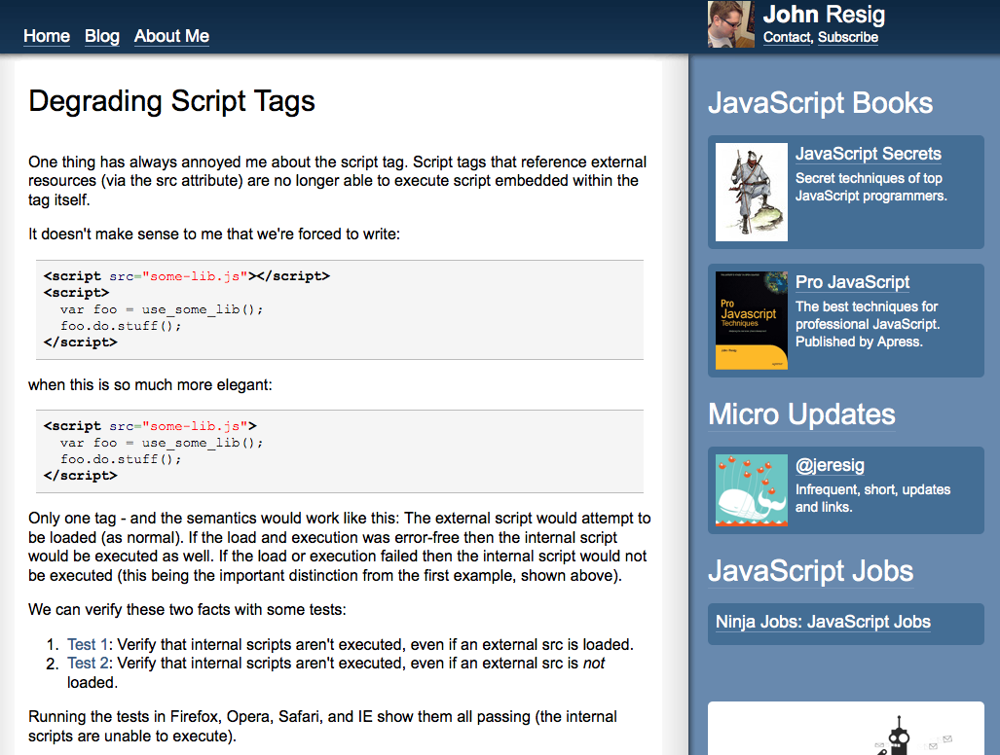 Home Blog About Me
John Resig
Contact, Subscribe
Degrading Script Tags
One thing has always annoyed me about the script tag. Script tags that reference external
resources (via the src attribute) are no longer able to execute script embedded within the
tag itself.
It doesn't make sense to me that we're forced to write:
<script src="some-lib.js"></script>
<script>
  var foo = use_some_lib();
  foo.do.stuff();
</script>
when this is so much more elegant:
<script src="some-lib.js">
  var foo = use_some_lib();
  foo.do.stuff();
</script>
Only one tag - and the semantics would work like this: The external script would attempt to
be loaded (as normal). If the load and execution was error-free then the internal script
would be executed as well. If the load or execution failed then the internal script would not
be executed (this being the important distinction from the first example, shown above).
We can verify these two facts with some tests:
1. Test 1: Verify that internal scripts aren't executed, even if an external src is loaded.
2. Test 2: Verify that internal scripts aren't executed, even if an external src is not
loaded.
Running the tests in Firefox, Opera, Safari, and IE show them all passing (the internal
scripts are unable to execute).
JavaScript Books
JavaScript Secrets
Secret techniques of top
JavaScript programmers.
Pro
Javascript
Techniques
Pro JavaScript
The best techniques for
professional JavaScript.
Published by Apress.
Micro Updates
@jeresig
Infrequent, short, updates
and links.
JavaScript Jobs
Ninja Jobs: JavaScript Jobs